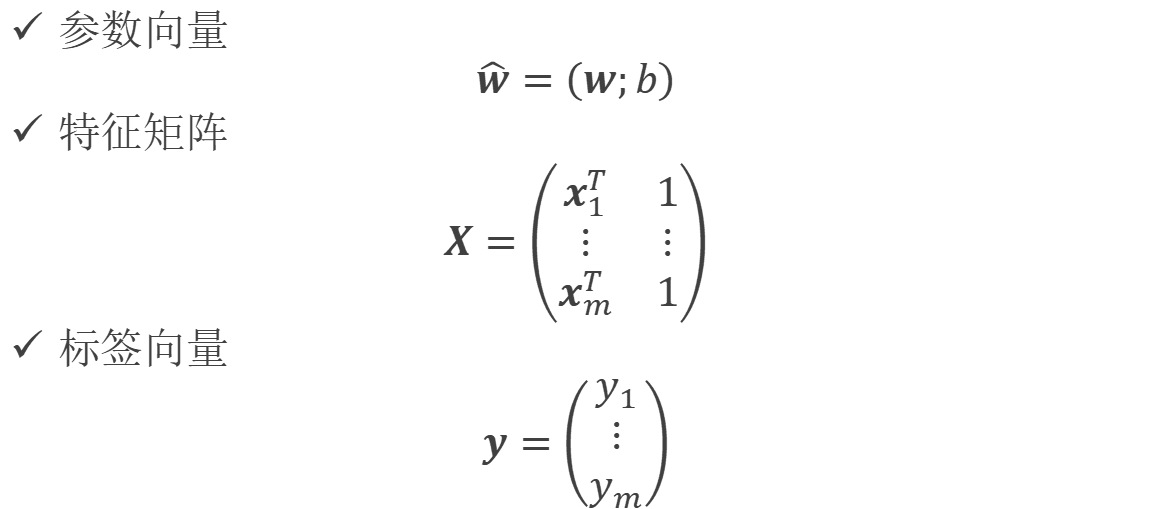 ✓ 参数向量
ŵ = (w; b)
✓ 特征矩阵
x₁ᵀ 1
X = ( ⋮ ⋮ )
xₘᵀ 1
✓ 标签向量
y₁
y = ( ⋮ )
yₘ